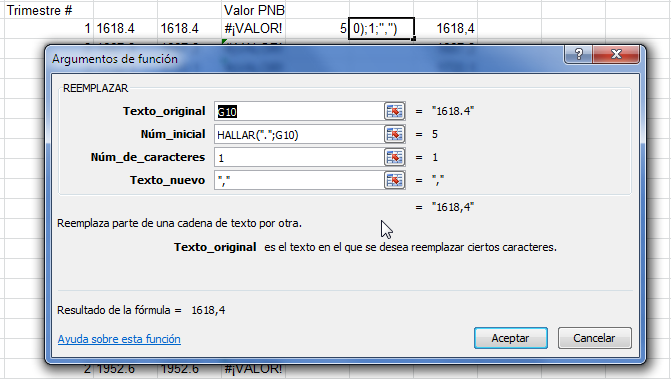 Trimestre # Valor PNB
1 1618.4 1618.4 #¡VALOR! 5 0);1;",") 1618,4
Argumentos de función
REEMPLAZAR
Texto_original G10 = "1618.4"
Núm_inicial HALLAR(".";G10) = 5
Núm_de_caracteres 1 = 1
Texto_nuevo "," = ","
= "1618,4"
Reemplaza parte de una cadena de texto por otra.
Texto_original es el texto en el que se desea reemplazar ciertos caracteres.
Resultado de la fórmula = 1618,4
Ayuda sobre esta función Aceptar Cancelar
2 1952.6 1952.6 #¡VALOR!